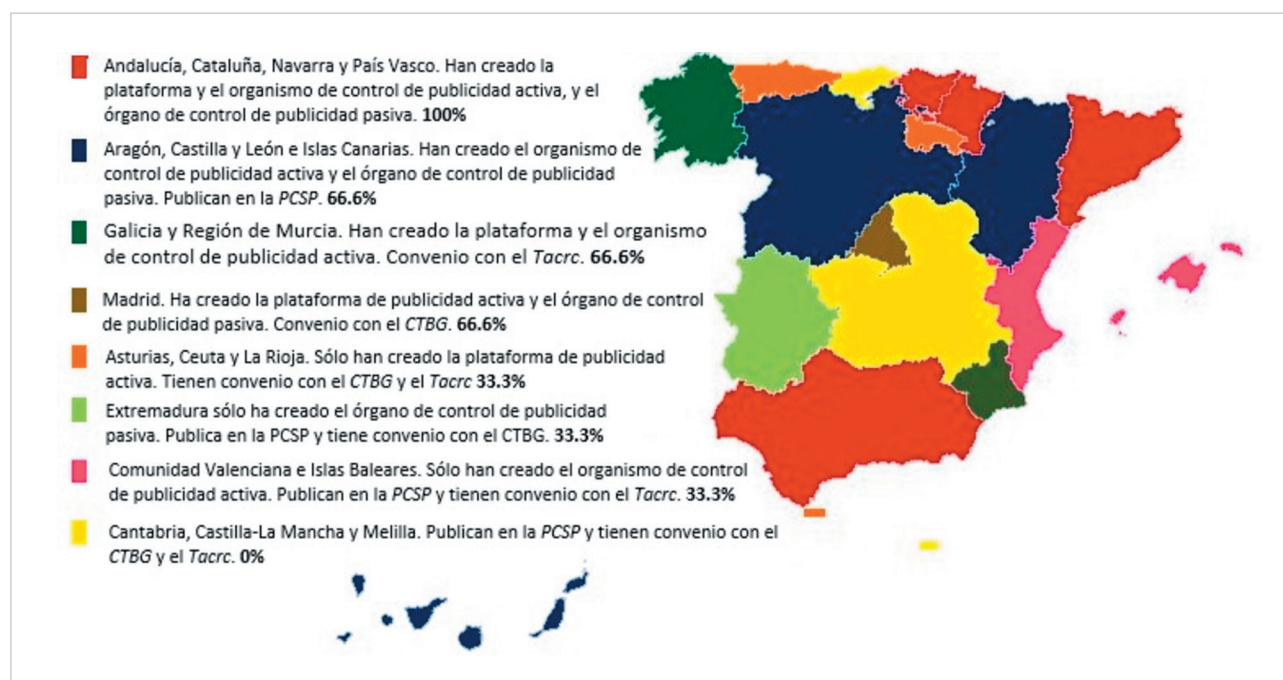 Andalucía, Cataluña, Navarra y País Vasco. Han creado la
plataforma y el organismo de control de publicidad activa, y el
órgano de control de publicidad pasiva. 100%
Aragón, Castilla y León e Islas Canarias. Han creado el organismo de
control de publicidad activa y el órgano de control de publicidad
pasiva. Publican en la PCSP. 66.6%
Galicia y Región de Murcia. Han creado la plataforma y el organismo
de control de publicidad activa. Convenio con el Tacrc. 66.6%
Madrid. Ha creado la plataforma de publicidad activa y el órgano de control
de publicidad pasiva. Convenio con el CTBG. 66.6%
Asturias, Ceuta y La Rioja. Sólo han creado la plataforma de publicidad
activa. Tienen convenio con el CTBG y el Tacrc 33.3%
Extremadura sólo ha creado el órgano de control de publicidad
pasiva. Publica en la PCSP y tiene convenio con el CTBG. 33.3%
Comunidad Valenciana e Islas Baleares. Sólo han creado el organismo de control
de publicidad activa. Publican en la PCSP y tienen convenio con el Tacrc. 33.3%
Cantabria, Castilla-La Mancha y Melilla. Publican en la PCSP y tienen convenio con el
CTBG y el Tacrc. 0%